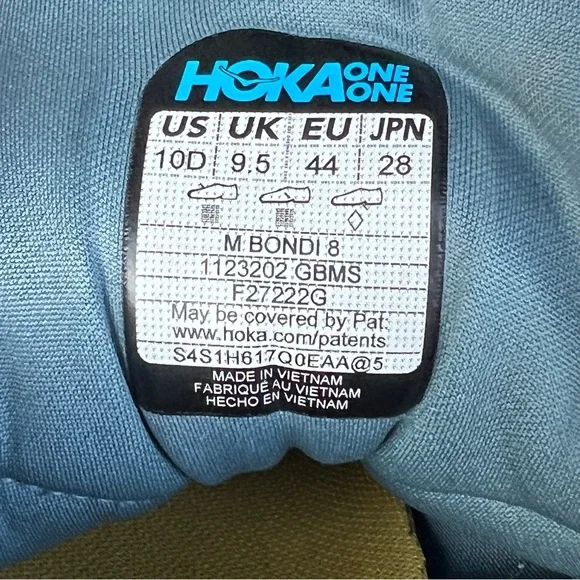 HOKA ONE ONE
US UK EU JPN
10D 9.5 44 28
M BONDI 8
1123202 GBMS
F27222G
May be covered by Pat:
www.hoka.com/patents
S4S1H617Q0EAA@5
MADE IN VIETNAM
FABRIQUÉ AU VIETNAM
HECHO EN VIETNAM